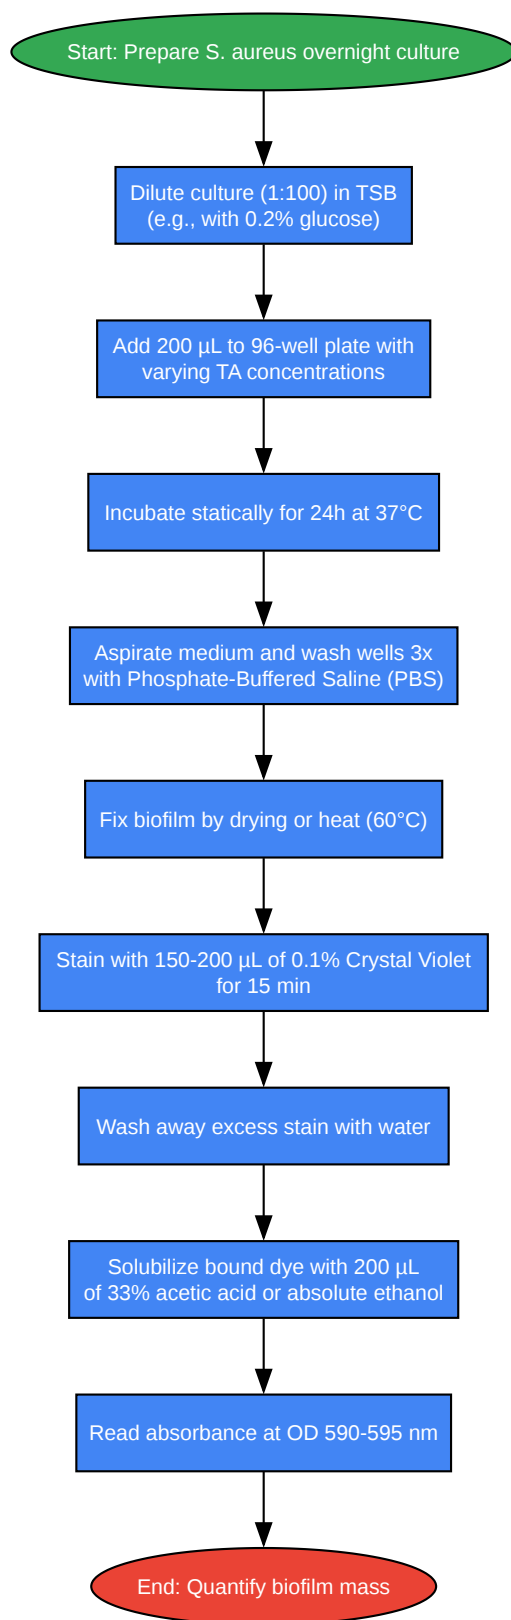 Start: Prepare S. aureus overnight culture
Dilute culture (1:100) in TSB
(e.g., with 0.2% glucose)
Add 200 µL to 96-well plate with
varying TA concentrations
Incubate statically for 24h at 37°C
Aspirate medium and wash wells 3x
with Phosphate-Buffered Saline (PBS)
Fix biofilm by drying or heat (60°C)
Stain with 150-200 µL of 0.1% Crystal Violet
for 15 min
Wash away excess stain with water
Solubilize bound dye with 200 µL
of 33% acetic acid or absolute ethanol
Read absorbance at OD 590-595 nm
End: Quantify biofilm mass